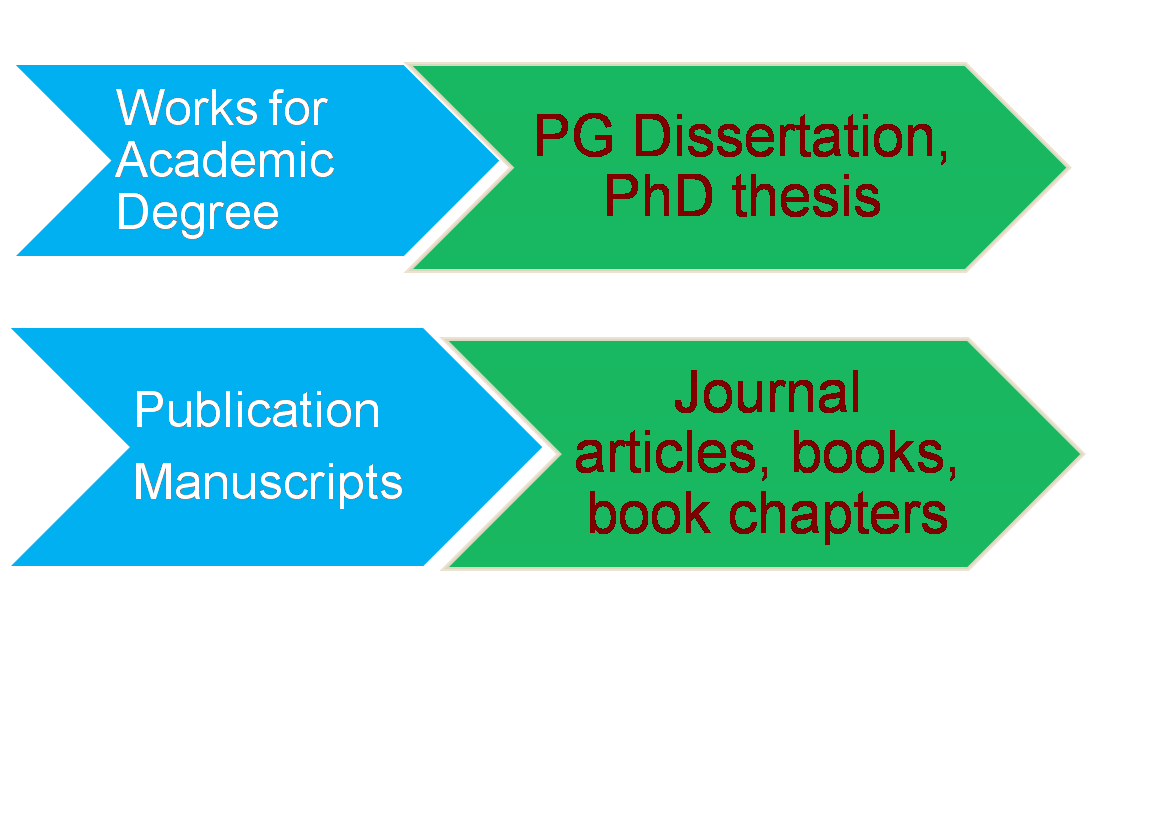 Works for
Academic
Degree
PG Dissertation,
PhD thesis
Publication
Manuscripts
Journal
articles, books,
book chapters